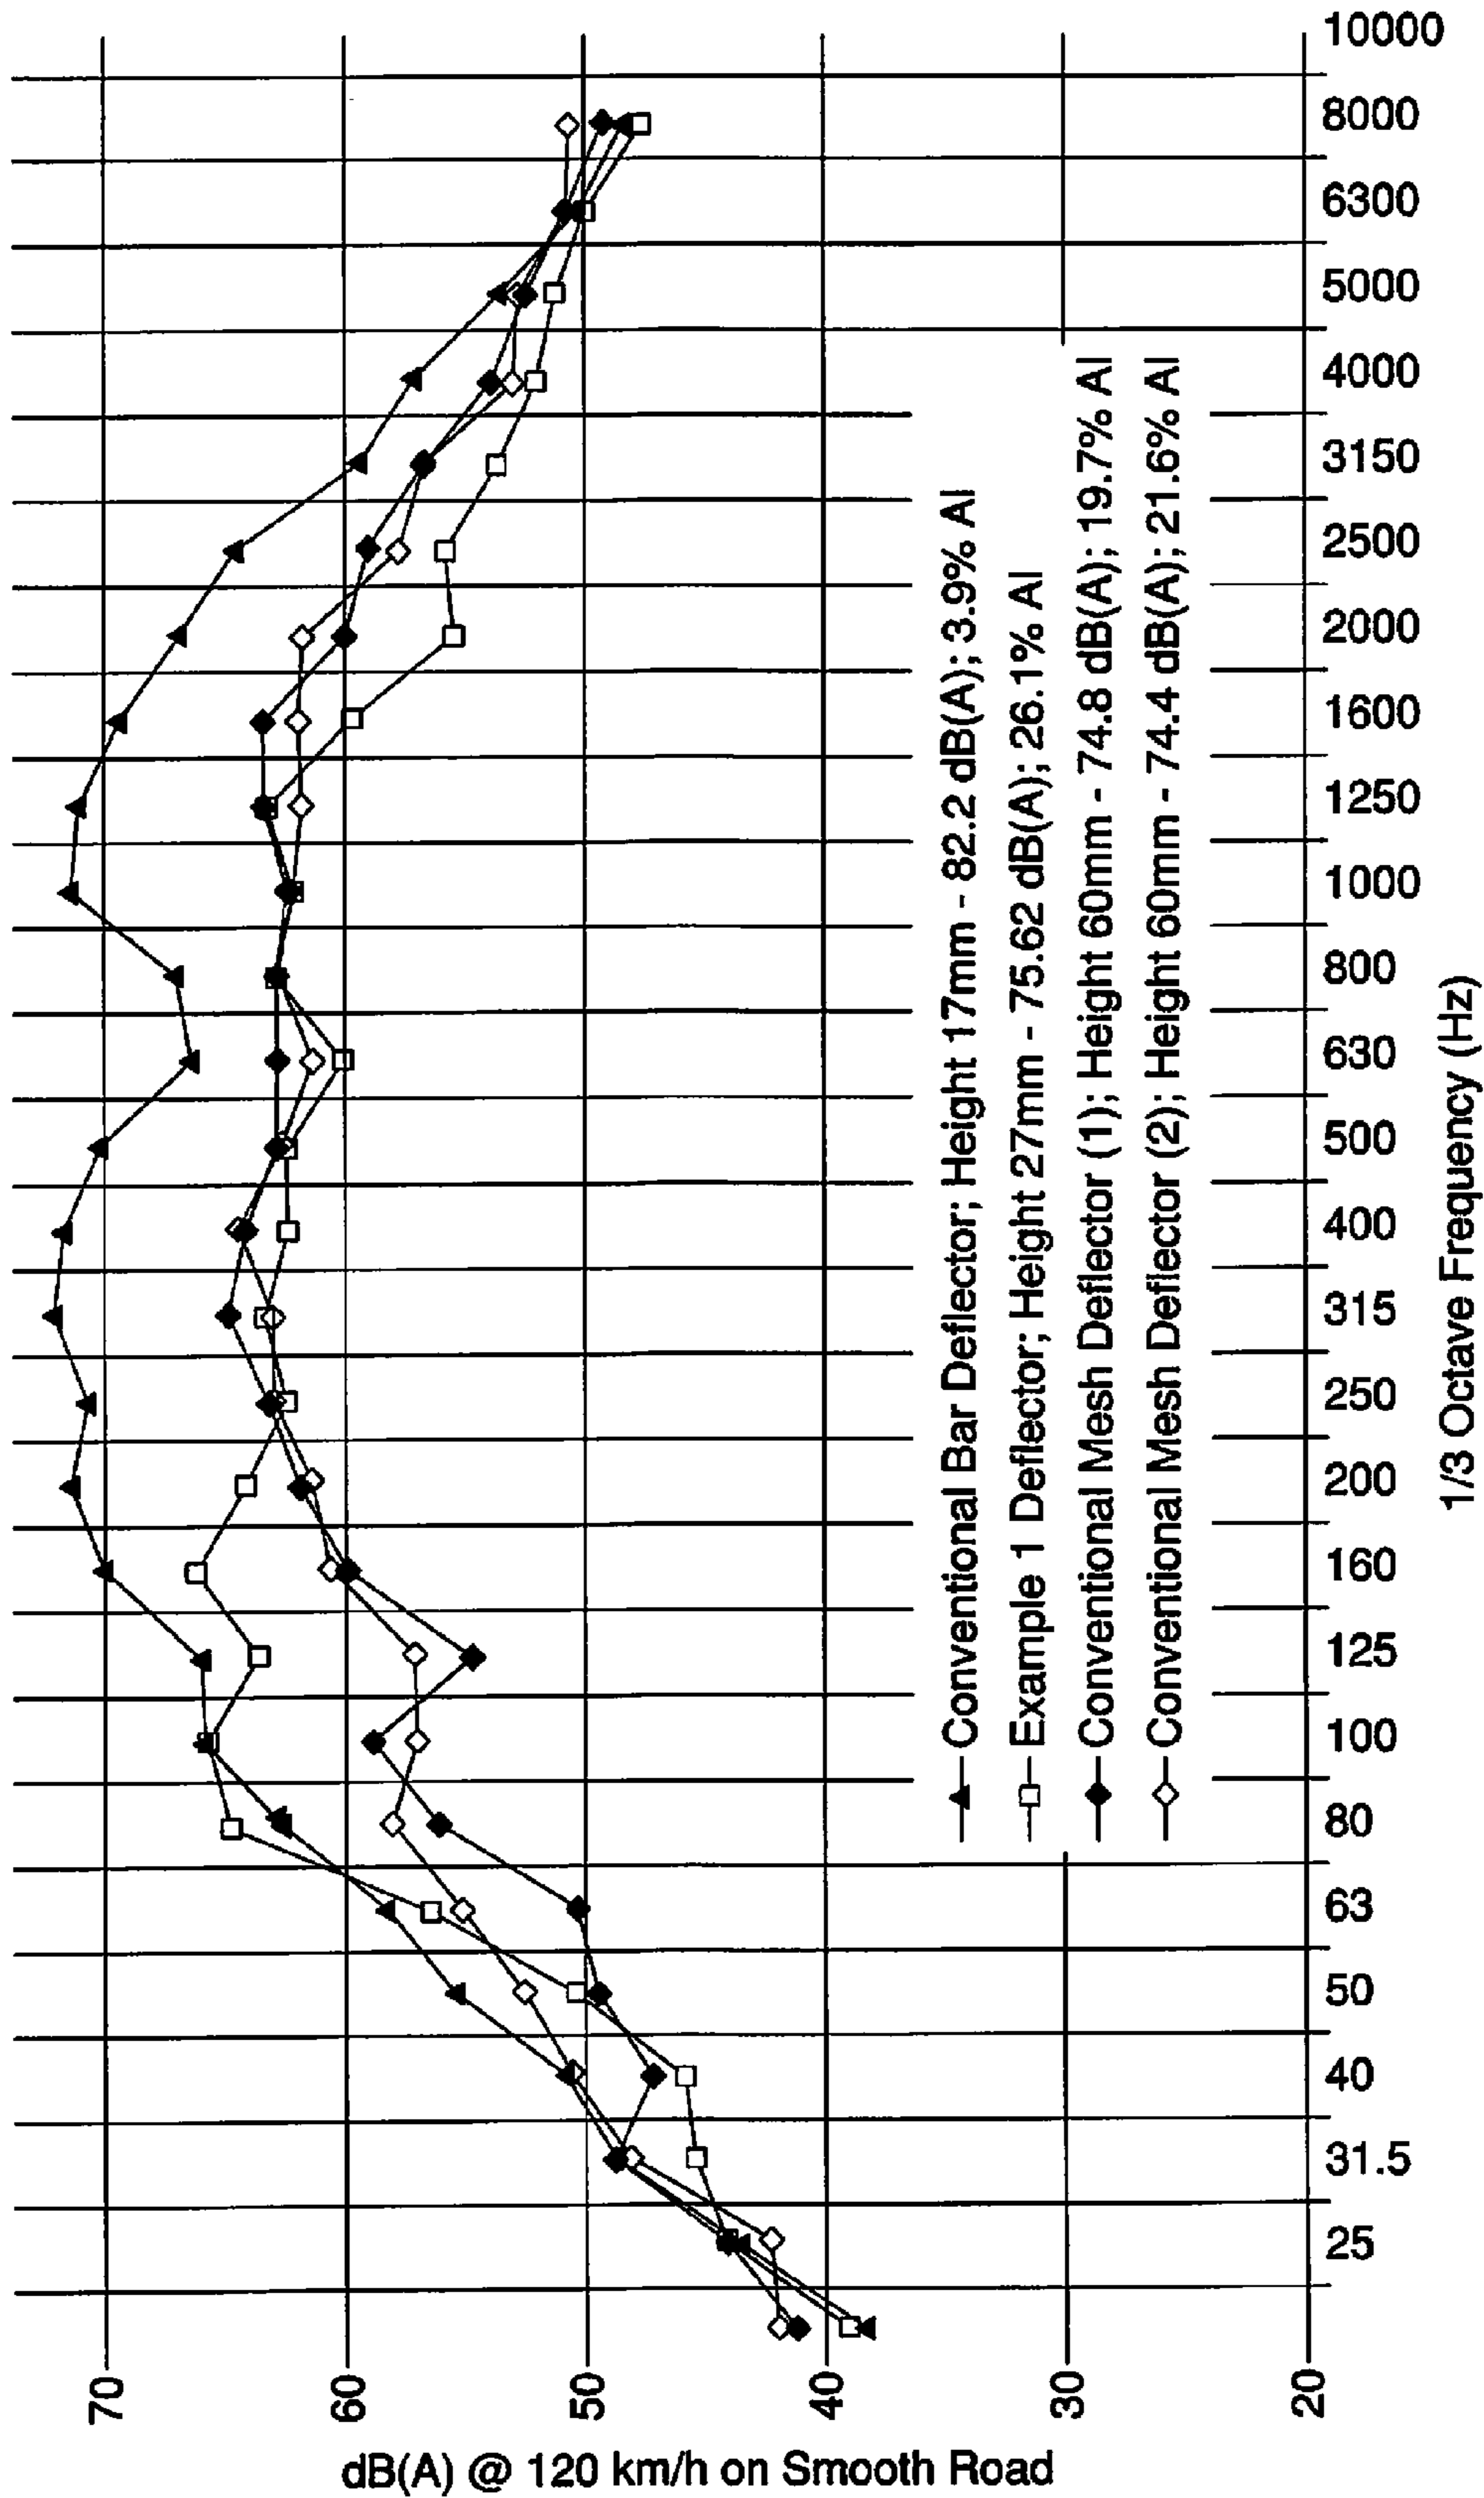 dB(A) @ 120 km/h on Smooth Road
70
60
50
40
30
20
Conventional Bar Deflector; Height 17mm - 82.2 dB(A); 3.9% AI
Example 1 Deflector; Height 27mm - 75.62 dB(A); 26.1% AI
Conventional Mesh Deflector (1); Height 60mm - 74.8 dB(A); 19.7% AI
Conventional Mesh Deflector (2); Height 60mm - 74.4 dB(A); 21.6% AI
25 31.5 40 50 63 80 100 125 160 200 250 315 400 500 630 800 1000 1250 1600 2000 2500 3150 4000 5000 6300 8000 10000
1/3 Octave Frequency (Hz)